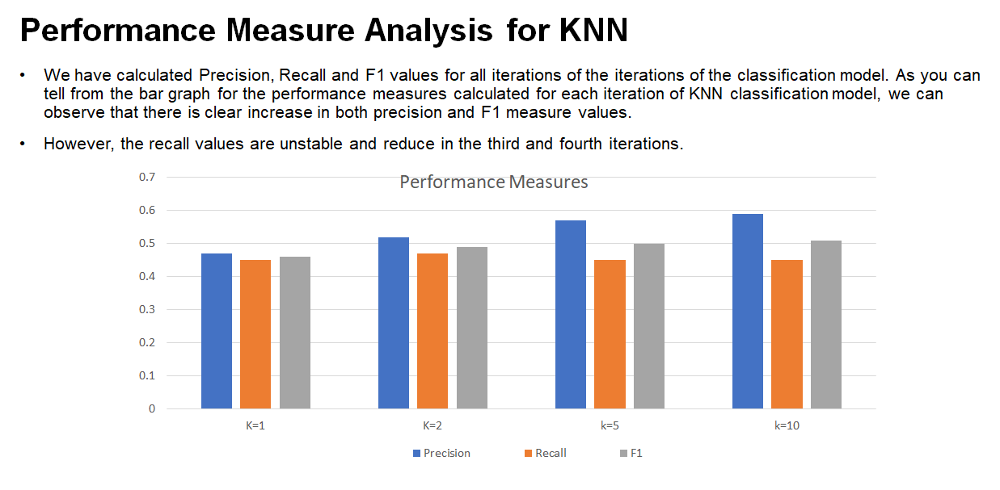 Performance Measure Analysis for KNN
• We have calculated Precision, Recall and F1 values for all iterations of the iterations of the classification model. As you can
tell from the bar graph for the performance measures calculated for each iteration of KNN classification model, we can
observe that there is clear increase in both precision and F1 measure values.
• However, the recall values are unstable and reduce in the third and fourth iterations.
Performance Measures
0.7
0.6
0.5
0.4
0.3
0.2
0.1
0
K=1 K=2 k=5 k=10
Precision Recall F1